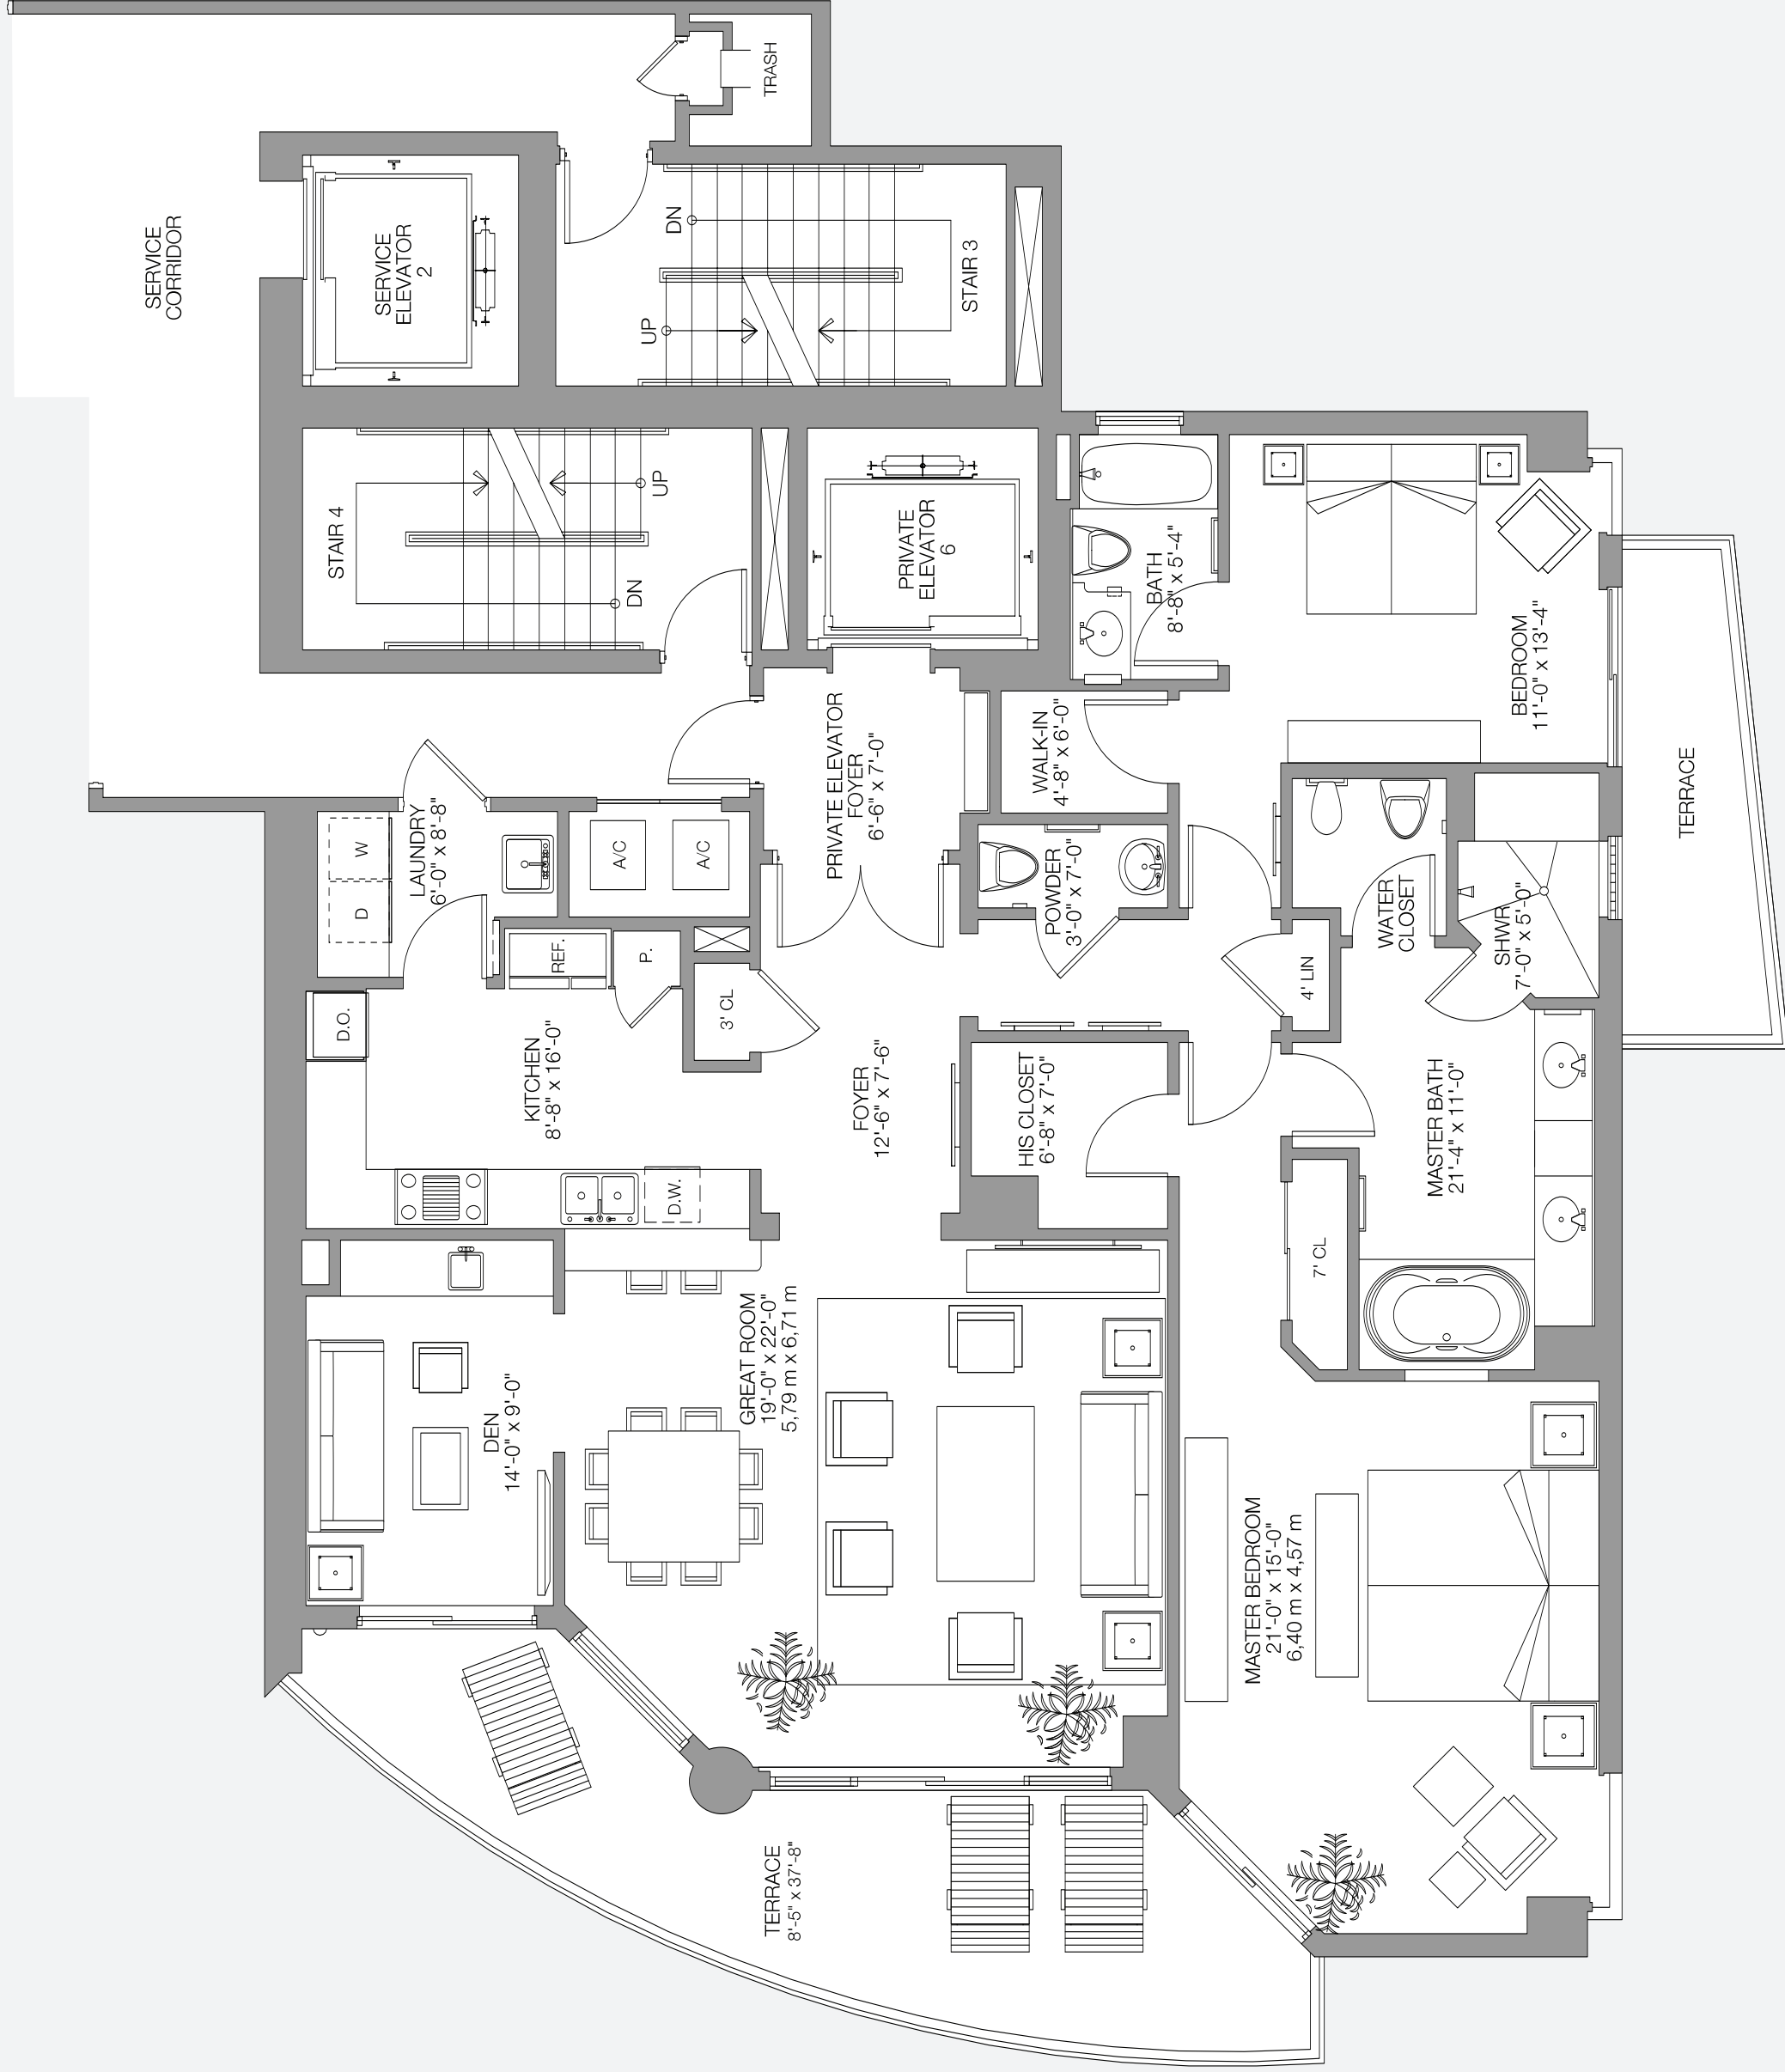 TRASH
SERVICE
CORRIDOR
SERVICE
ELEVATOR
2
DN
UP
STAIR 3
STAIR 4
UP
DN
PRIVATE
ELEVATOR
6
BATH
8'-8" x 5'-4"
BEDROOM
11'-0" x 13'-4"
TERRACE
PRIVATE ELEVATOR
FOYER
6'-6" x 7'-0"
WALK-IN
4'-8" x 6'-0"
LAUNDRY
6'-0" x 8'-8"
W
D
A/C
A/C
POWDER
3'-0" x 7'-0"
WATER
CLOSET
SHWR
7'-0" x 5'-0"
REF.
P.
3' CL
4' LIN
D.O.
KITCHEN
8'-8" x 16'-0"
FOYER
12'-6" x 7'-6"
HIS CLOSET
6'-8" x 7'-0"
MASTER BATH
21'-4" x 11'-0"
D.W.
7' CL
DEN
14'-0" x 9'-0"
GREAT ROOM
19'-0" x 22'-0"
5,79 m x 6,71 m
MASTER BEDROOM
21'-0" x 15'-0"
6,40 m x 4,57 m
TERRACE
8'-5" x 37'-8"